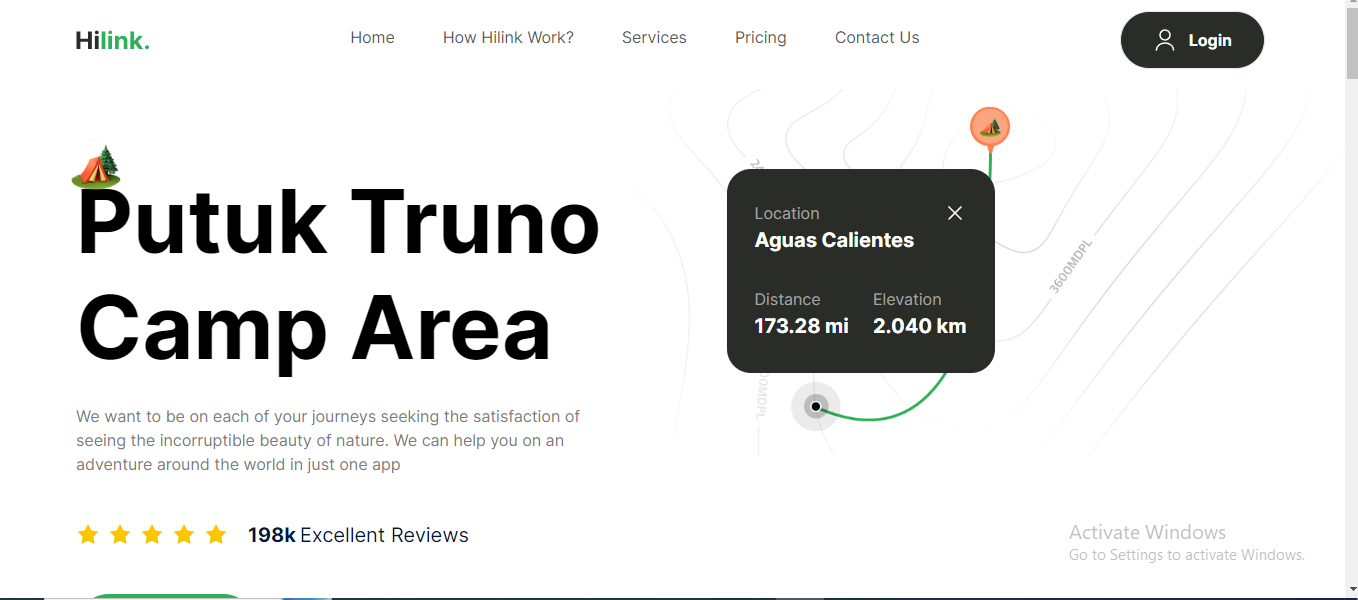 Hilink.
Home
How Hilink Work?
Services
Pricing
Contact Us
Login
Putuk Truno
Camp Area
We want to be on each of your journeys seeking the satisfaction of
seeing the incorruptible beauty of nature. We can help you on an
adventure around the world in just one app
198k Excellent Reviews
Location
Aguas Calientes
Distance
Elevation
173.28 mi
2.040 km
3600MDPL
Activate Windows
Go to Settings to activate Windows.